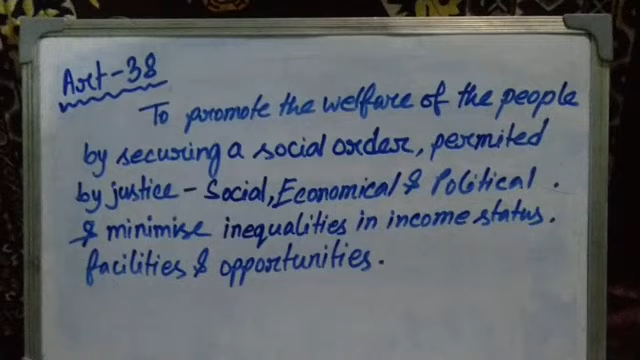 Art-38
To promote the welfare of the people
by securing a social order, permited
by justice - Social, Economical & Political.
& minimise inequalities in income status.
facilities & opportunities.